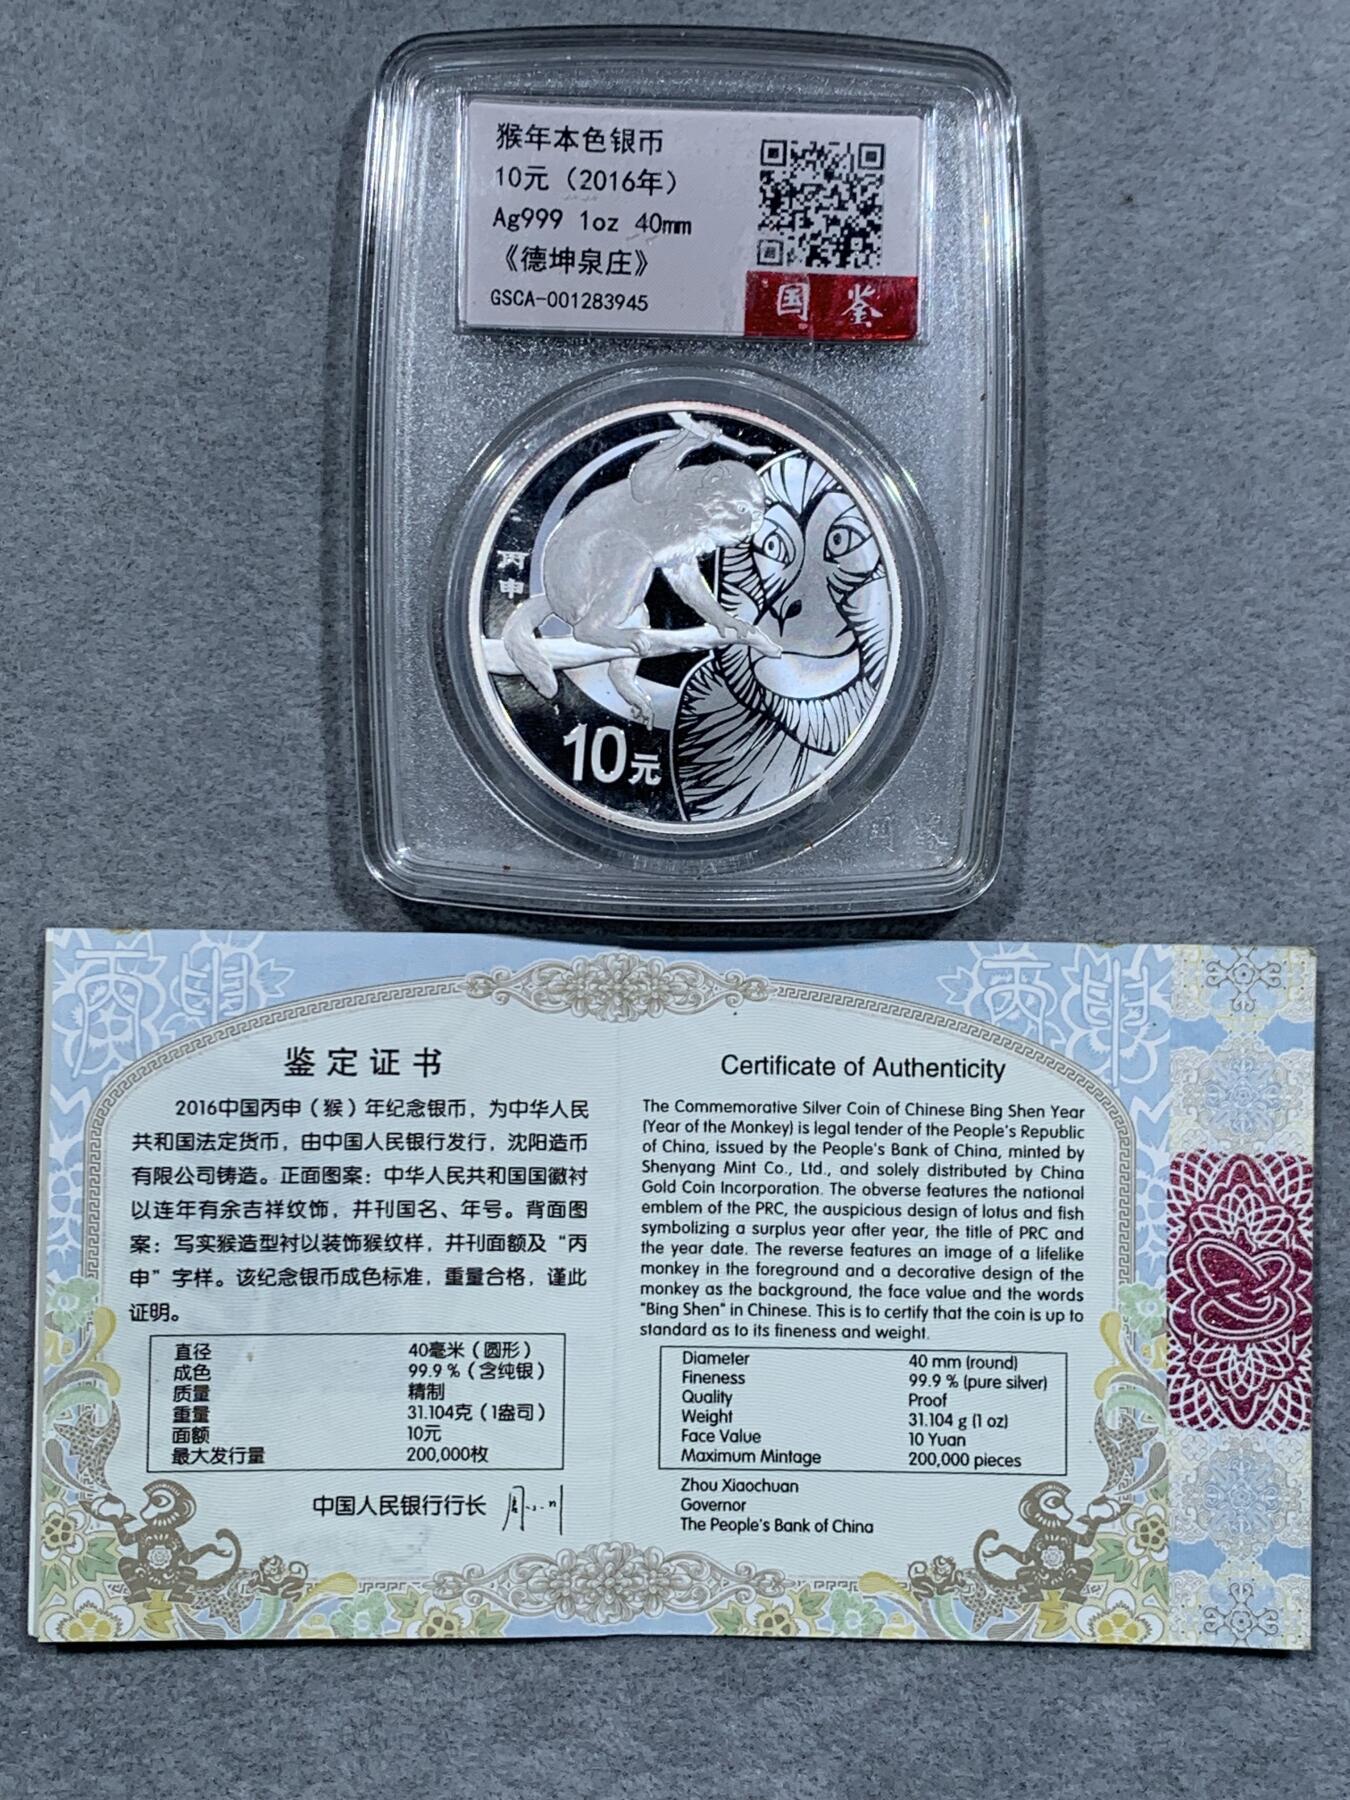 猴年本色银币
10元（2016年）
Ag999 1oz 40mm
《德坤泉庄》
GSCA-001283945
国鉴
丙申
10元
国鉴
丙申
丙申
鉴定证书
2016中国丙申（猴）年纪念银币，为中华人民
共和国法定货币，由中国人民银行发行，沈阳造币
有限公司铸造。正面图案：中华人民共和国国徽衬
以连年有余吉祥纹饰，并刊国名、年号。背面图
案：写实猴造型衬以装饰猴纹样，并刊面额及“丙
申”字样。该纪念银币成色标准，重量合格，谨此
证明。
直径 40毫米（圆形）
成色 99.9％（含纯银）
质量 精制
重量 31.104克（1盎司）
面额 10元
最大发行量 200,000枚
中国人民银行行长
Certificate of Authenticity
The Commemorative Silver Coin of Chinese Bing Shen Year
(Year of the Monkey) is legal tender of the People's Republic
of China, issued by the People's Bank of China, minted by
Shenyang Mint Co., Ltd., and solely distributed by China
Gold Coin Incorporation. The obverse features the national
emblem of the PRC, the auspicious design of lotus and fish
symbolizing a surplus year after year, the title of PRC and
the year date. The reverse features an image of a lifelike
monkey in the foreground and a decorative design of the
monkey as the background, the face value and the words
"Bing Shen" in Chinese. This is to certify that the coin is up to
standard as to its fineness and weight.
Diameter 40 mm (round)
Fineness 99.9 % (pure silver)
Quality Proof
Weight 31.104 g (1 oz)
Face Value 10 Yuan
Maximum Mintage 200,000 pieces
Zhou Xiaochuan
Governor
The People's Bank of China